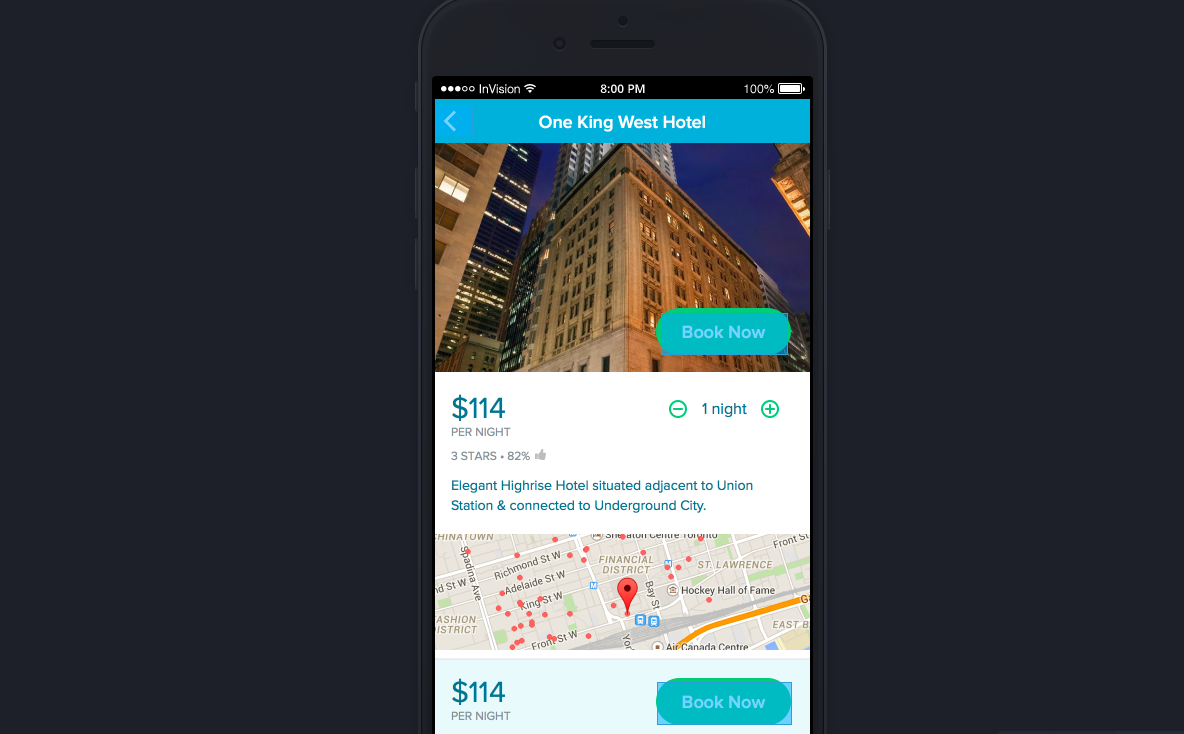 InVision 8:00 PM 100%
One King West Hotel
Book Now
$114
1 night
PER NIGHT
3 STARS • 82%
Elegant Highrise Hotel situated adjacent to Union
Station & connected to Underground City.
CHINATOWN
Sheraton Centre Toronto
Front St
Spadina Ave
Richmond St W
FINANCIAL
DISTRICT
ST. LAWRENCE
Adelaide St W
nd St W
Bay St
Hockey Hall of Fame
King St W
FASHION
DISTRICT
EAST B
Front St W
Yor
Air Canada Centre
$114
Book Now
PER NIGHT